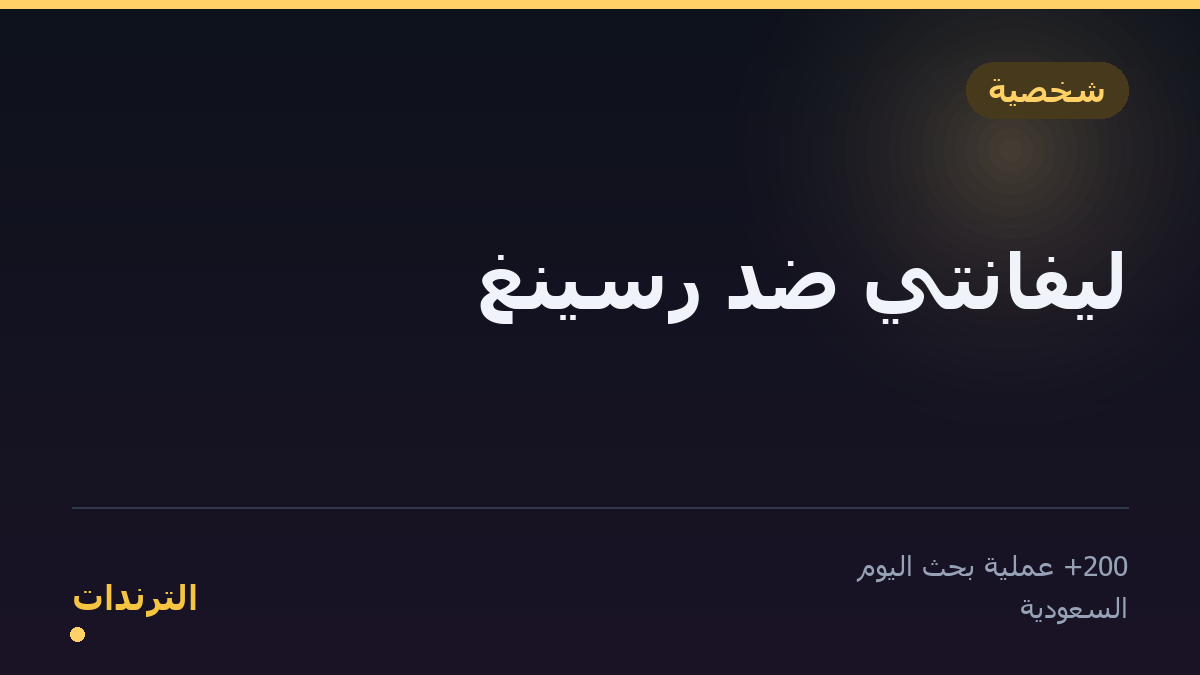 شخصية
ليفانتي ضد رسينغ
200+ عملية بحث اليوم
السعودية
الترندات